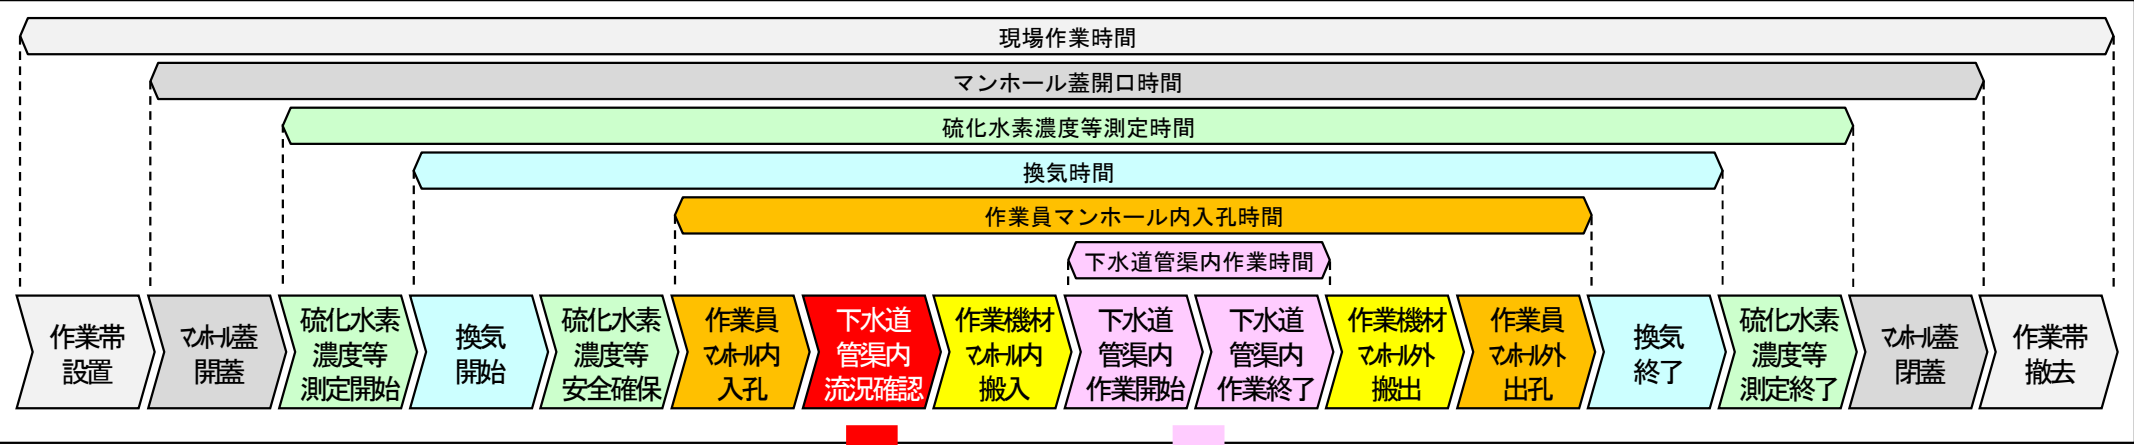 現場作業時間
マンホール蓋開口時間
硫化水素濃度等測定時間
換気時間
作業員マンホール内入孔時間
下水道管渠内作業時間
作業帯
設置
マンホール蓋
開蓋
硫化水素
濃度等
測定開始
換気
開始
硫化水素
濃度等
安全確保
作業員
マンホール内
入孔
下水道
管渠内
流況確認
作業機材
マンホール内
搬入
下水道
管渠内
作業開始
下水道
管渠内
作業終了
作業機材
マンホール外
搬出
作業員
マンホール外
出孔
換気
終了
硫化水素
濃度等
測定終了
マンホール蓋
閉蓋
作業帯
撤去